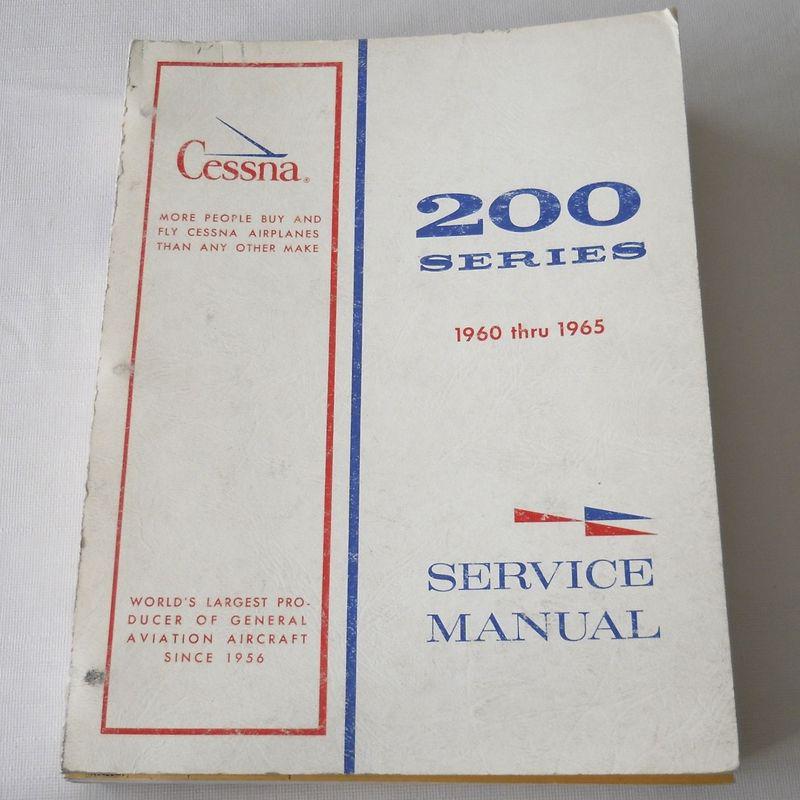 Cessna®
MORE PEOPLE BUY AND
FLY CESSNA AIRPLANES
THAN ANY OTHER MAKE
WORLD'S LARGEST PRO-
DUCER OF GENERAL
AVIATION AIRCRAFT
SINCE 1956
200
SERIES
1960 thru 1965
SERVICE
MANUAL